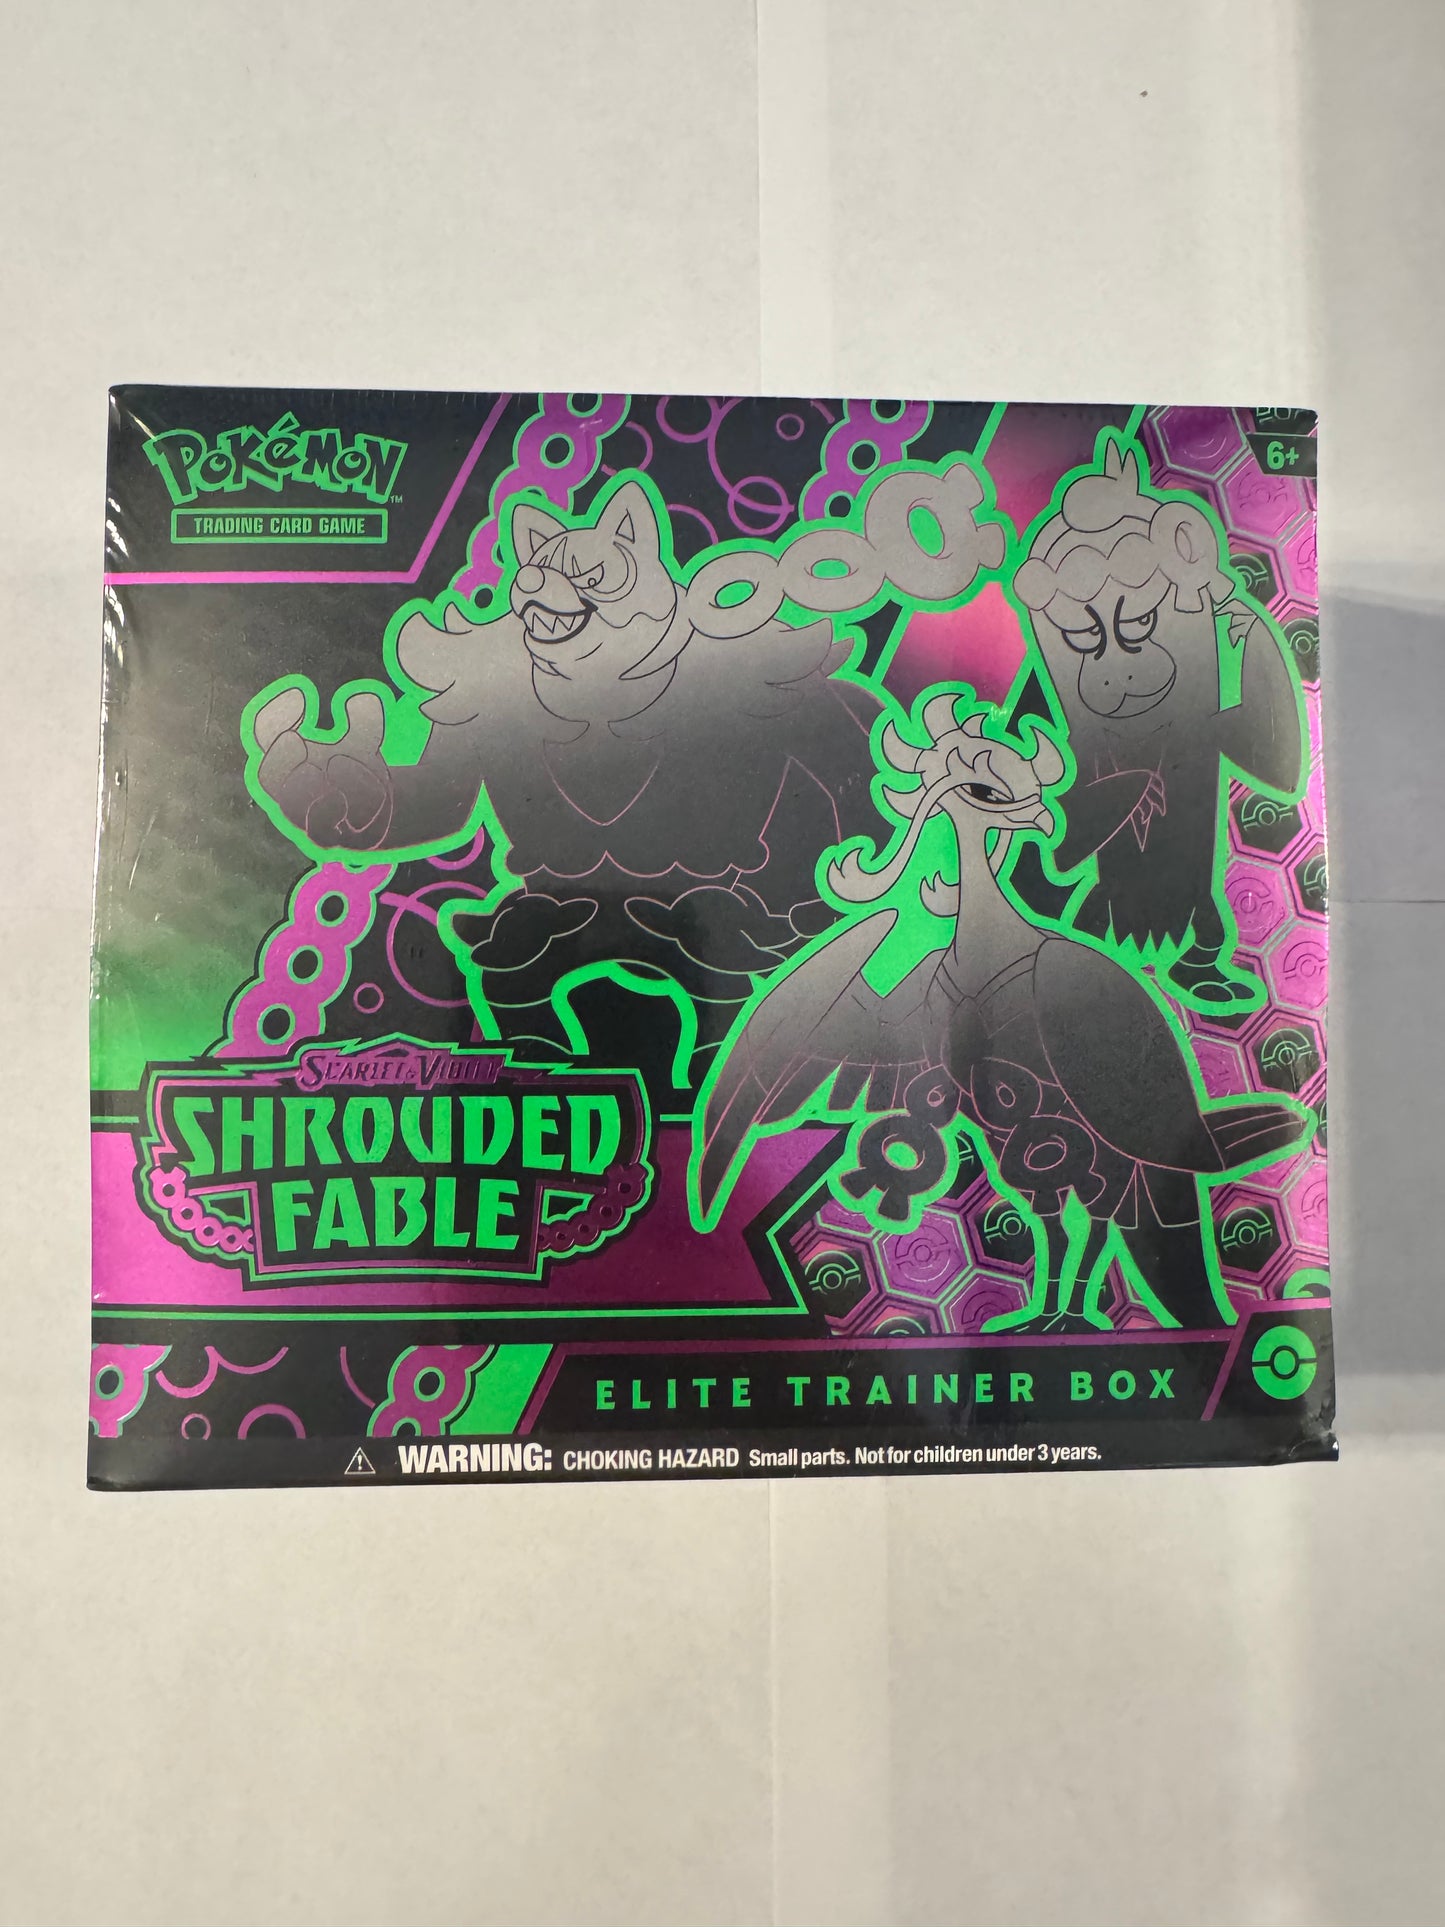 POKéMON™
TRADING CARD GAME
6+
SCARLET & VIOLET
SHROUDED
FABLE
ELITE TRAINER BOX
⚠ WARNING: CHOKING HAZARD Small parts. Not for children under 3 years.